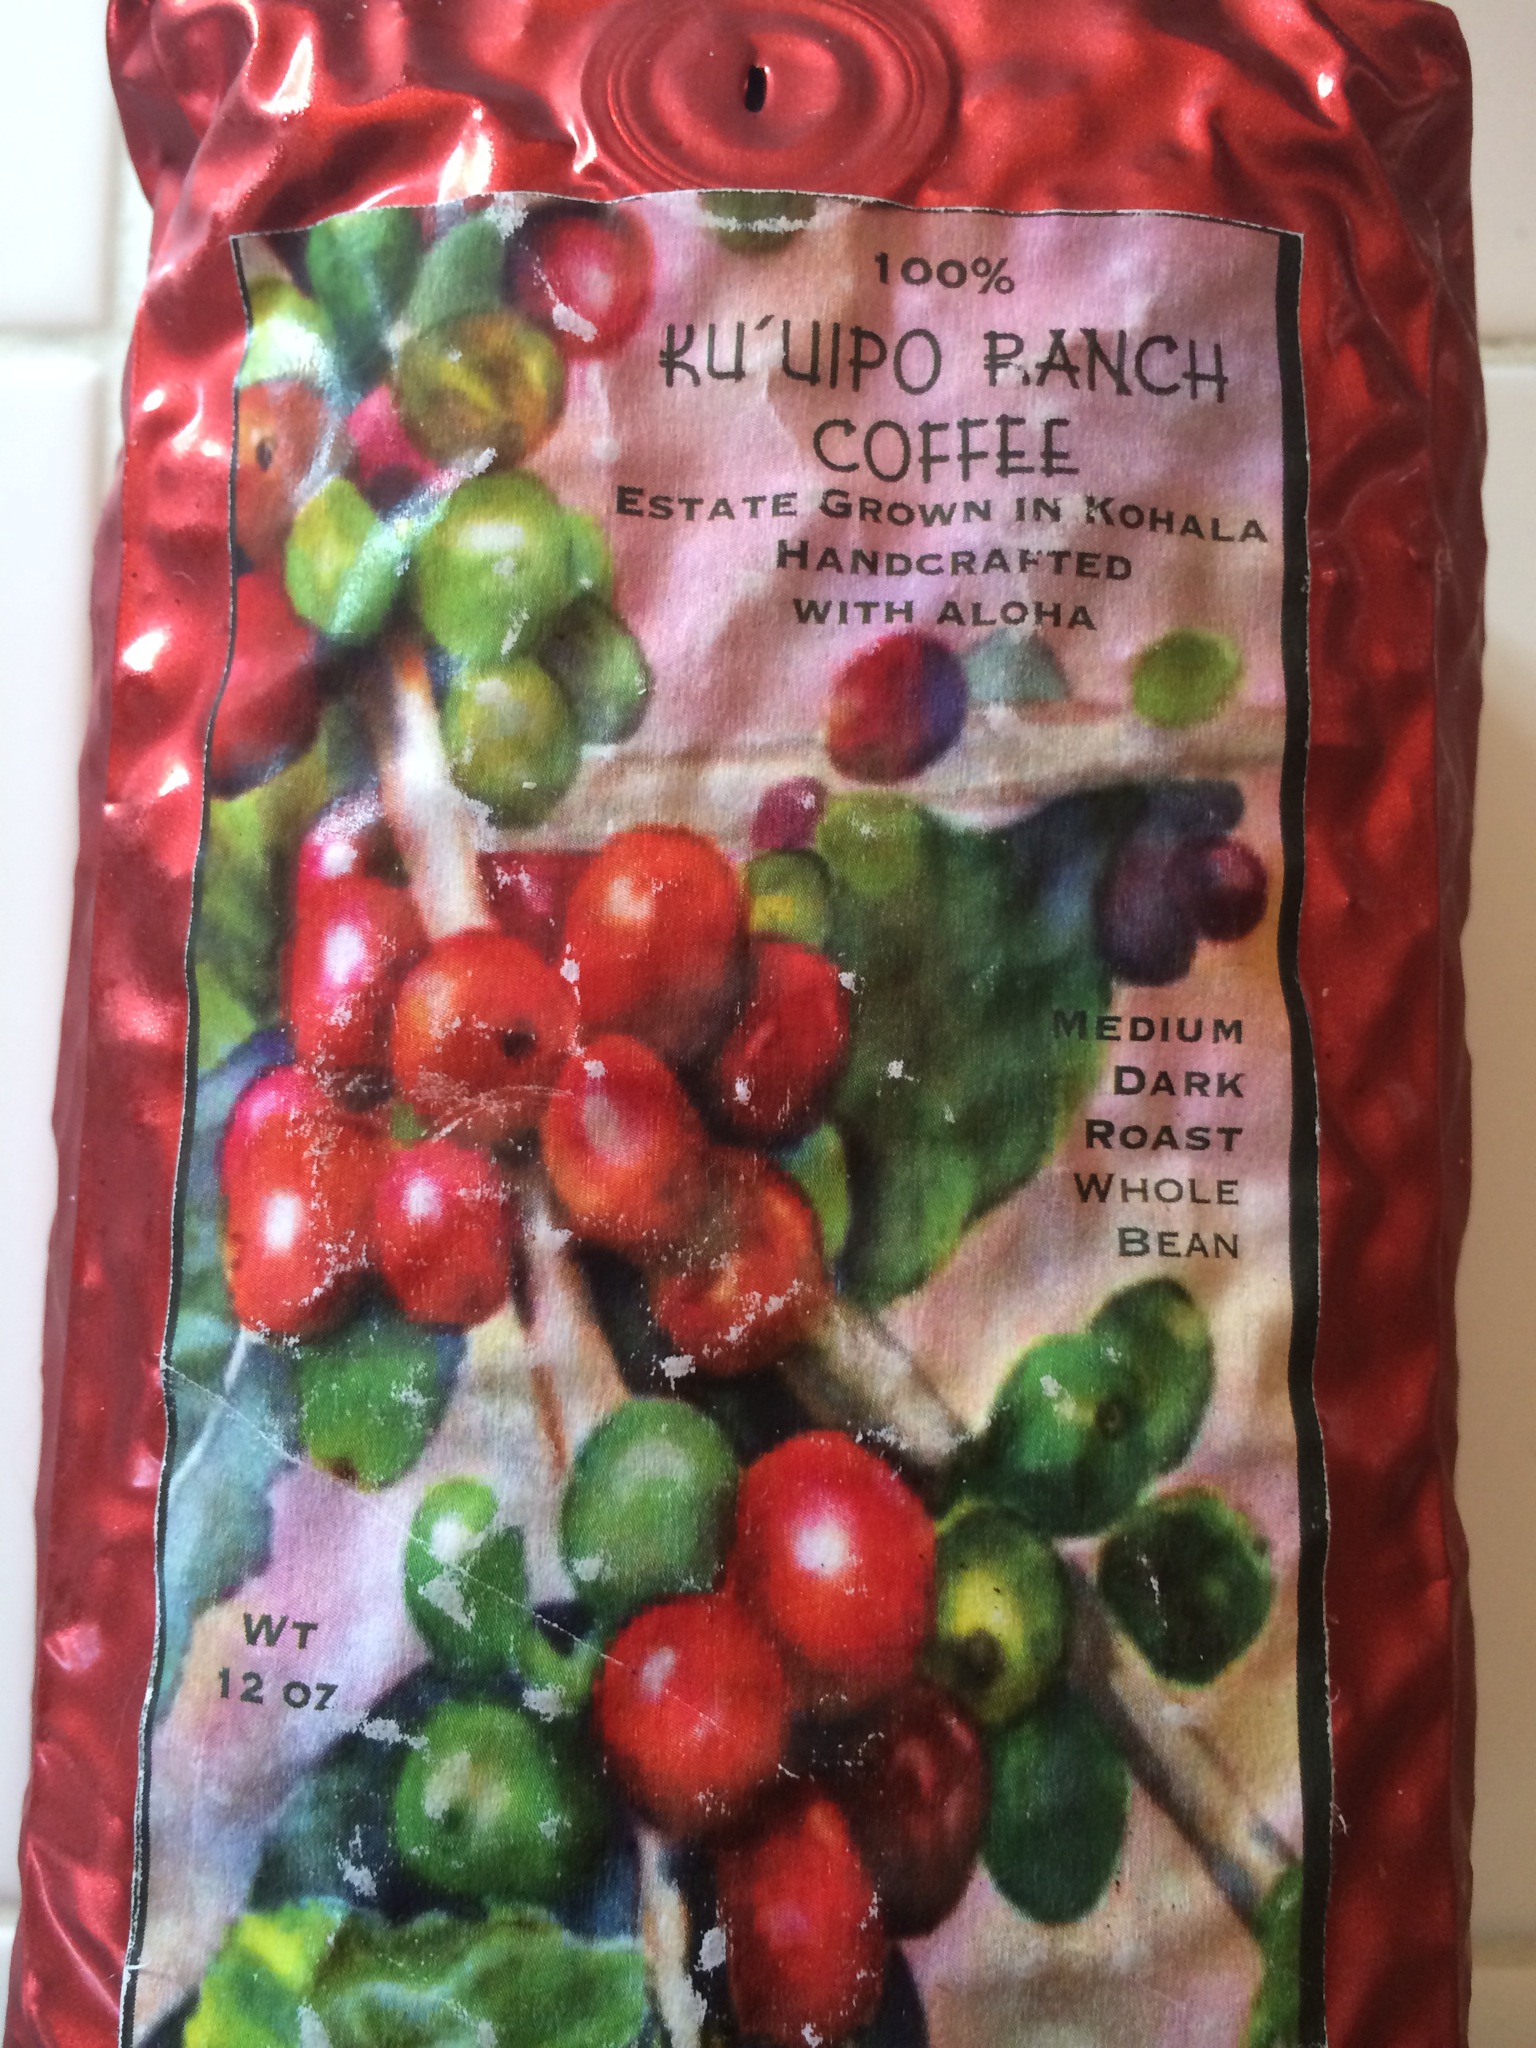 100%
KU´UIPO RANCH
COFFEE
ESTATE GROWN IN KOHALA
HANDCRAFTED
WITH ALOHA
MEDIUM
DARK
ROAST
WHOLE
BEAN
WT
12 OZ